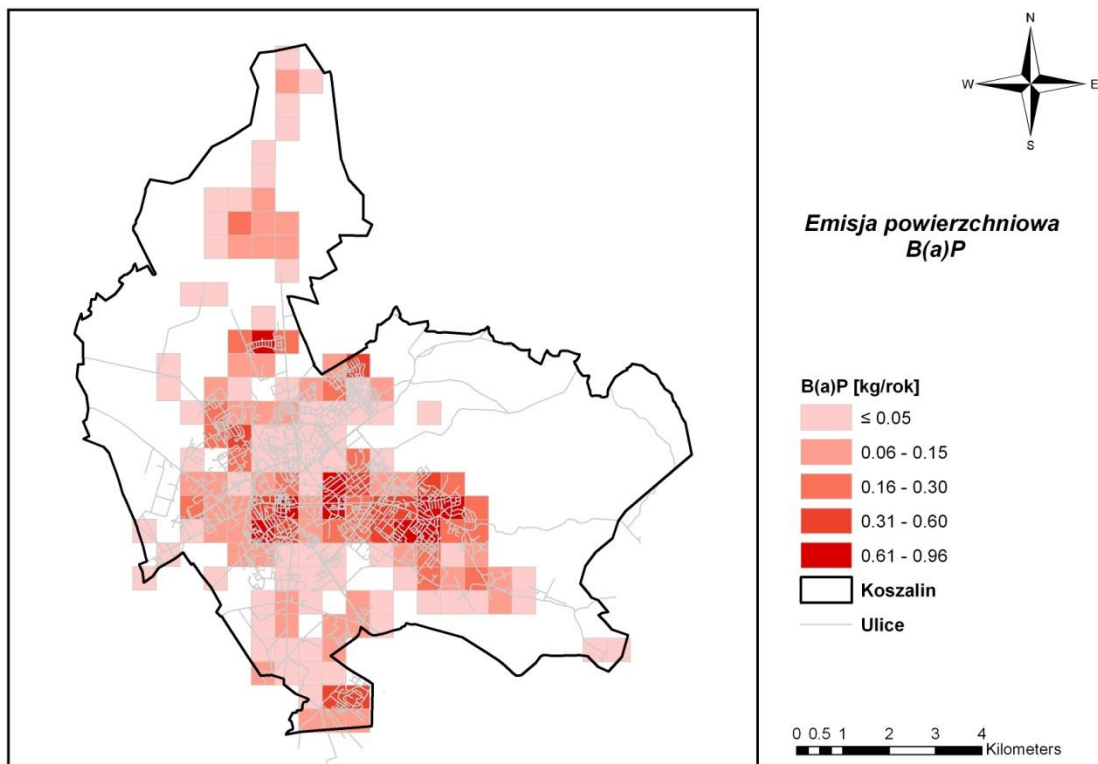 N
W E
S
Emisja powierzchniowa
B(a)P
B(a)P [kg/rok]
≤ 0.05
0.06 - 0.15
0.16 - 0.30
0.31 - 0.60
0.61 - 0.96
Koszalin
Ulice
0 0.5 1 2 3 4
Kilometers